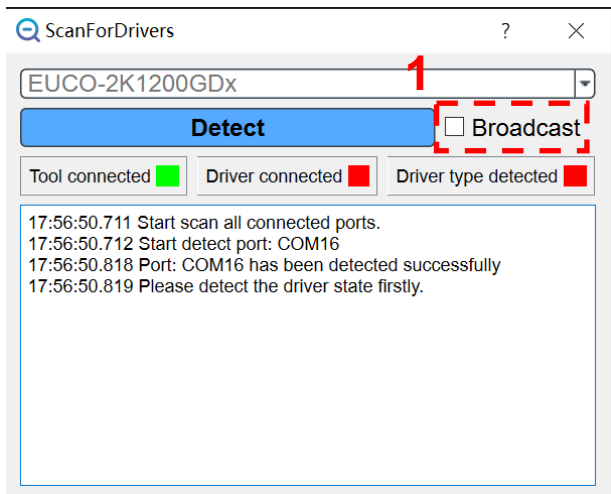 ScanForDrivers
?
1
EUCO-2K1200GDx
Detect
Broadcast
Tool connected
Driver connected
Driver type detected
17:56:50.711 Start scan all connected ports.
17:56:50.712 Start detect port: COM16
17:56:50.818 Port: COM16 has been detected successfully
17:56:50.819 Please detect the driver state firstly.